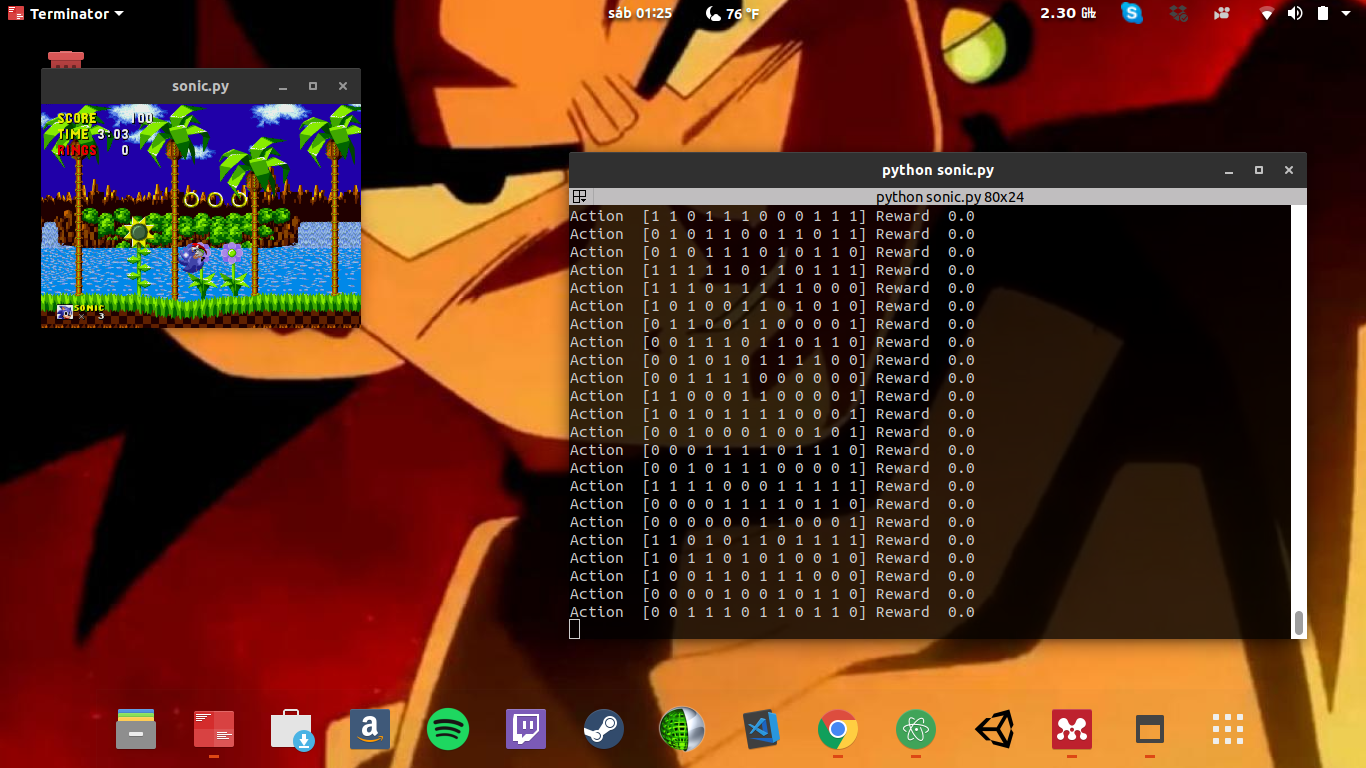 Terminator
sáb 01:25
76 °F
2.30 GHz
sonic.py
SCORE 100
TIME 3:03
RINGS 0
SONIC
× 3
python sonic.py
python sonic.py 80x24
Action [1 1 0 1 1 1 0 0 0 1 1 1] Reward 0.0
Action [0 1 0 1 1 0 0 1 1 0 1 1] Reward 0.0
Action [0 1 0 1 1 1 0 1 0 1 1 0] Reward 0.0
Action [1 1 1 1 1 0 1 1 0 1 1 1] Reward 0.0
Action [1 1 1 0 1 1 1 1 1 0 0 0] Reward 0.0
Action [1 0 1 0 0 1 1 0 1 0 1 0] Reward 0.0
Action [0 1 1 0 0 1 1 0 0 0 0 1] Reward 0.0
Action [0 0 1 1 1 0 1 1 0 1 1 0] Reward 0.0
Action [0 0 1 0 1 0 1 1 1 1 0 0] Reward 0.0
Action [0 0 1 1 1 1 0 0 0 0 0 0] Reward 0.0
Action [1 1 0 0 0 1 1 0 0 0 0 1] Reward 0.0
Action [1 0 1 0 1 1 1 1 0 0 0 1] Reward 0.0
Action [0 0 1 0 0 0 1 0 0 1 0 1] Reward 0.0
Action [0 0 0 1 1 1 1 0 1 1 1 0] Reward 0.0
Action [0 0 1 0 1 1 1 0 0 0 0 1] Reward 0.0
Action [1 1 1 1 0 0 0 1 1 1 1 1] Reward 0.0
Action [0 0 0 0 1 1 1 1 0 1 1 0] Reward 0.0
Action [0 0 0 0 0 0 1 1 0 0 0 1] Reward 0.0
Action [1 1 0 1 0 1 1 0 1 1 1 1] Reward 0.0
Action [1 0 1 1 0 1 0 1 0 0 1 0] Reward 0.0
Action [1 0 0 1 1 0 1 1 1 0 0 0] Reward 0.0
Action [0 0 0 0 1 0 0 1 0 1 1 0] Reward 0.0
Action [0 0 1 1 1 0 1 1 0 1 1 0] Reward 0.0